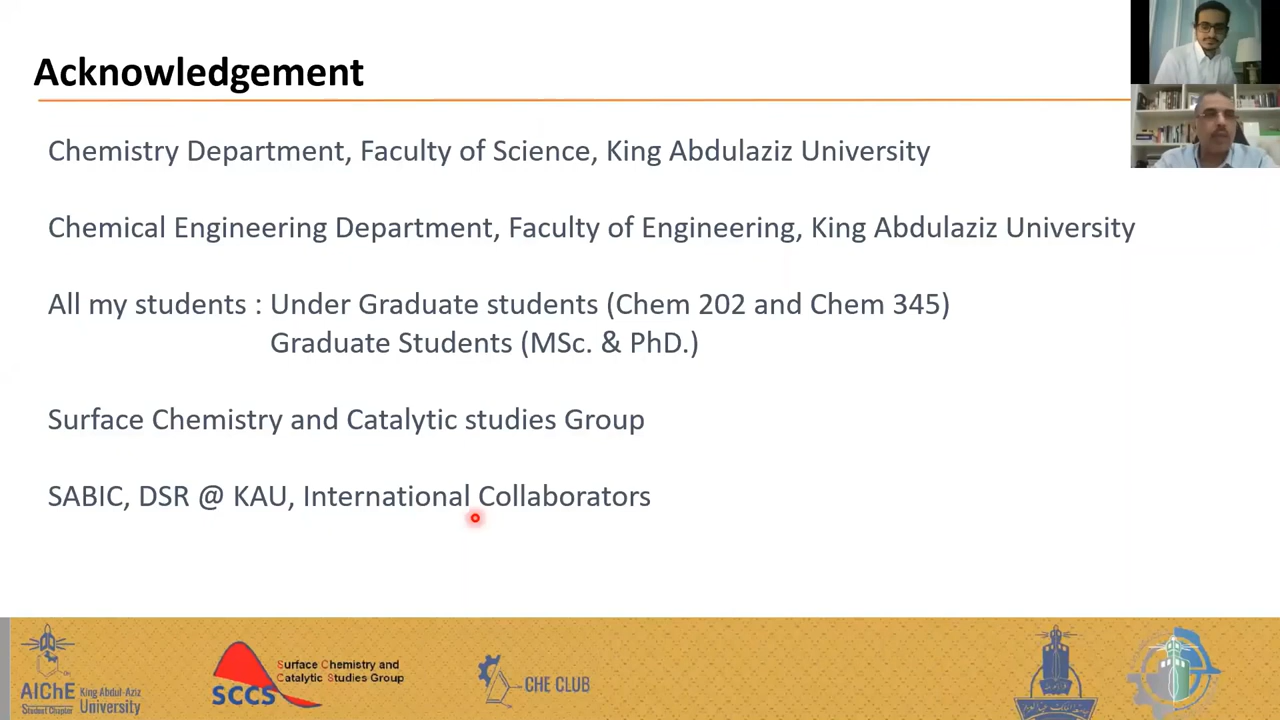 Acknowledgement
Chemistry Department, Faculty of Science, King Abdulaziz University
Chemical Engineering Department, Faculty of Engineering, King Abdulaziz University
All my students : Under Graduate students (Chem 202 and Chem 345)
Graduate Students (MSc. & PhD.)
Surface Chemistry and Catalytic studies Group
SABIC, DSR @ KAU, International Collaborators
AIChE
Student Chapter
King Abdul-Aziz
University
SCCS
Surface Chemistry and
Catalytic Studies Group
CHE CLUB